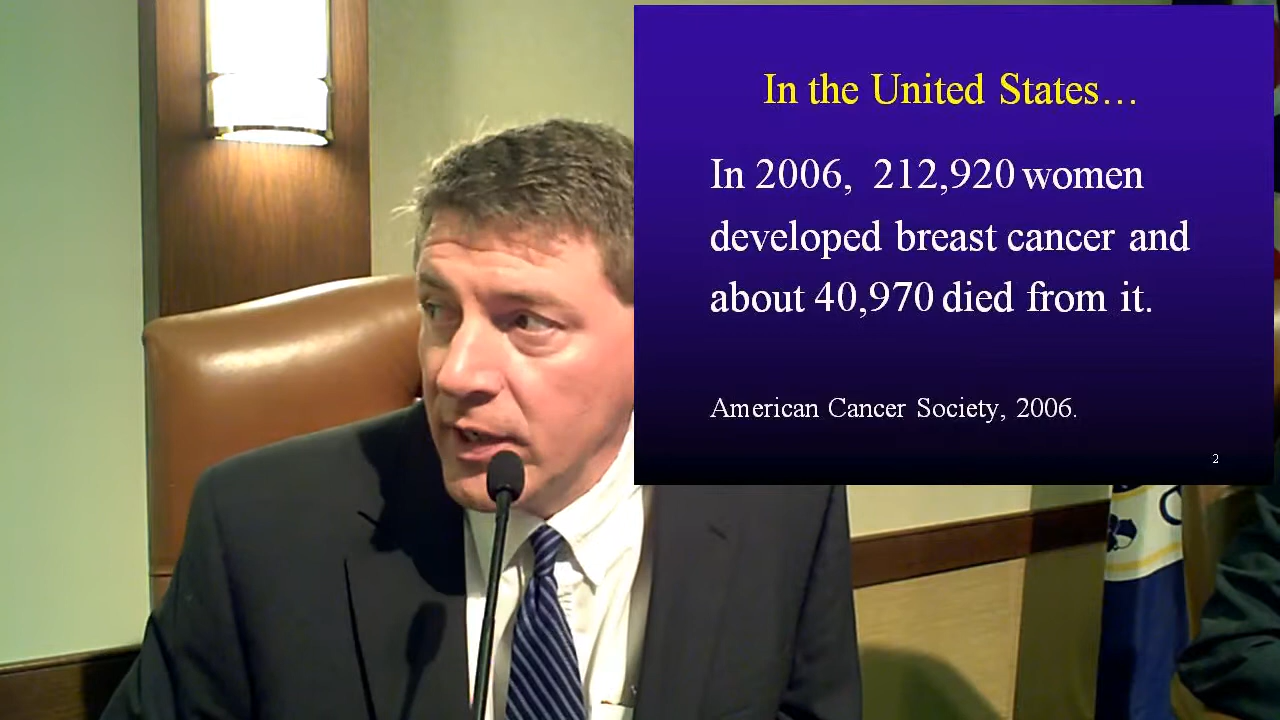 In the United States…
In 2006, 212,920 women
developed breast cancer and
about 40,970 died from it.
American Cancer Society, 2006.
2